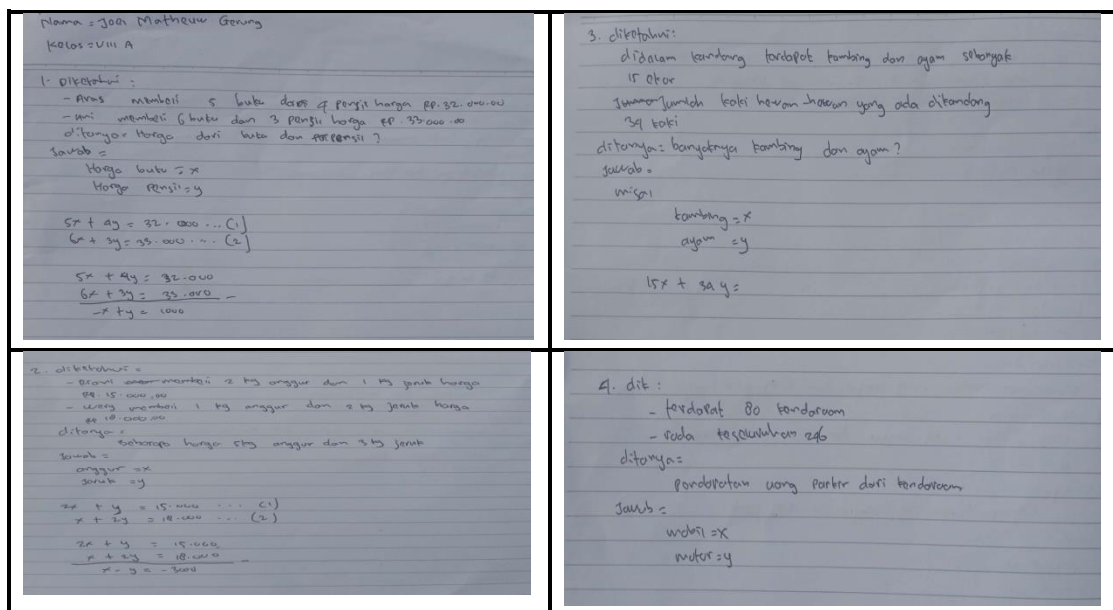 Nama = Joel Matheuw Gerung
Kelas = VIII A
1. Diketahui :
- Aras membeli 5 buku dan 4 pensil harga Rp. 32.000.00
- uni membeli 6 buku dan 3 pensil harga Rp. 33000.00
ditanya = Harga dari buku dan pensil ?
Jawab =
Harga buku = x
Harga Pensil = y
5x + 4y = 32.000 ... (1)
6x + 3y = 33.000 ... (2)
5x + 4y = 32.000
6x + 3y = 33.000 -
-x + y = 1000
3. diketahui:
didalam kandang terdapat kambing dan ayam sebanyak
15 ekor
Jumlah kaki hewan-hewan yang ada dikandang
34 kaki
ditanya = banyaknya kambing dan ayam ?
Jawab =
misal
kambing = x
ayam = y
15x + 34 y =
2. diketahui =
- membeli 2 kg anggur dan 1 kg jeruk harga
Rp. 15.000.00
- membeli 1 kg anggur dan 2 kg jeruk harga
Rp 18.000.00
ditanya =
beberapa harga 5 kg anggur dan 3 kg jeruk
Jawab =
anggur = x
jeruk = y
2x + y = 15.000 ... (1)
x + 2y = 18.000 ... (2)
2x + y = 15.000
x + 2y = 18.000 -
x - y = -3000
4. dik :
- terdapat 80 kendaraan
- roda keseluruhan
ditanya =
pendapatan uang parkir dari kendaraan
Jawab =
mobil = x
motor = y